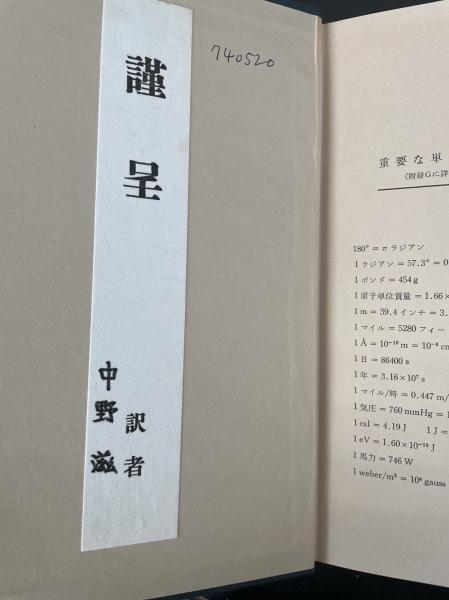 740520
謹呈
訳者
中野 滋
重要な単
(附録Gに詳
180° = π ラジアン
1 ラジアン = 57.3° = 0
1 ポンド = 454 g
1 原子単位質量 = 1.66×
1 m = 39.4 インチ = 3.
1 マイル = 5280 フィー
1 Å = 10⁻¹⁰ m = 10⁻⁸ cm
1 日 = 86400 s
1 年 = 3.16×10⁷ s
1 マイル/時 = 0.447 m/
1 気圧 = 760 mmHg = 1
1 cal = 4.19 J 1 J =
1 eV = 1.60×10⁻¹⁹ J
1 馬力 = 746 W
1 weber/m² = 10⁴ gauss